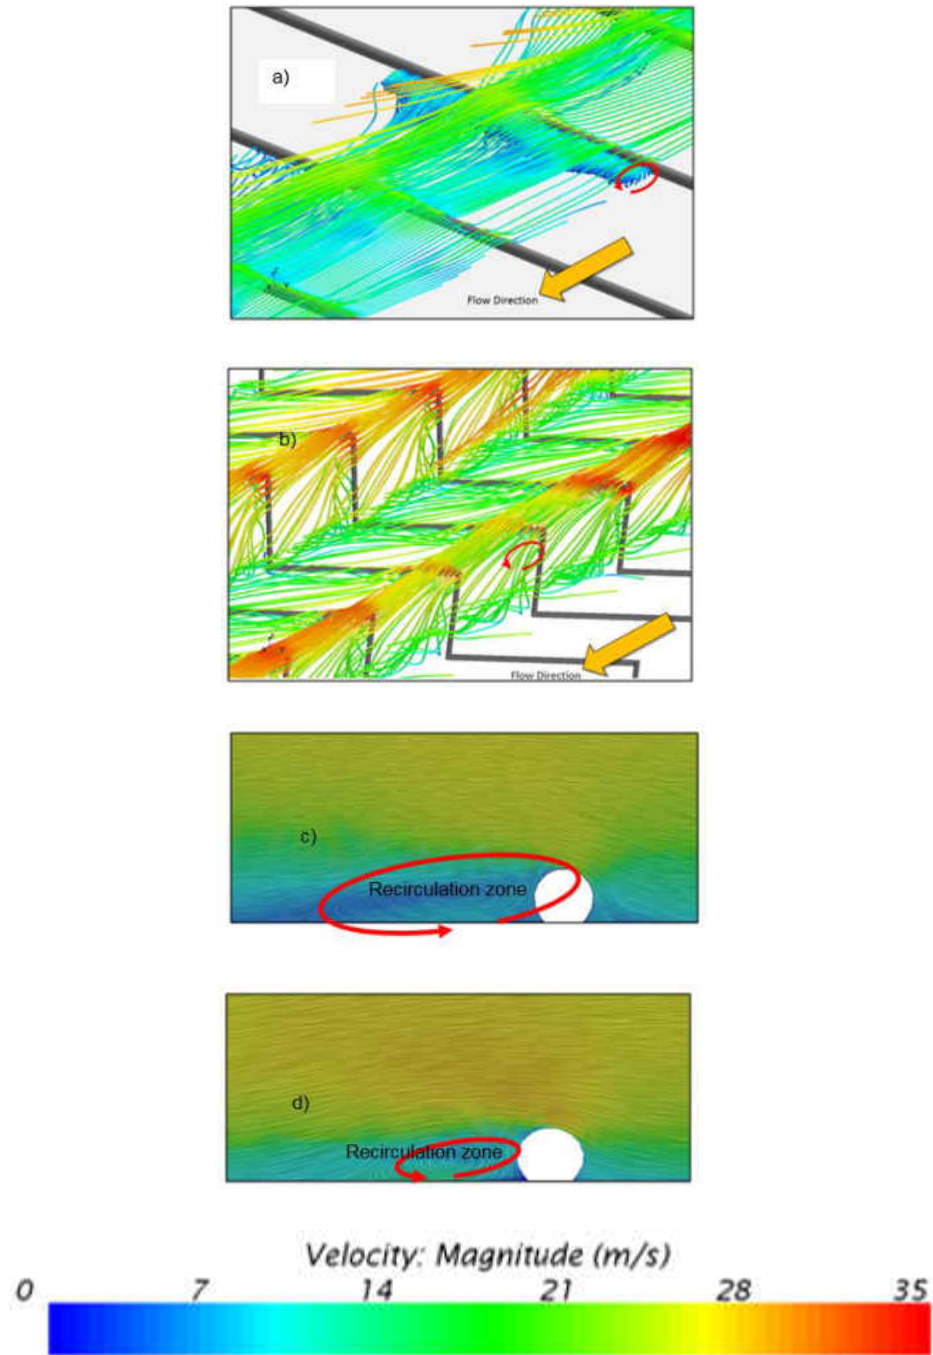 a)
Flow Direction
b)
Flow Direction
c)
Recirculation zone
d)
Recirculation zone
Velocity: Magnitude (m/s)
0 7 14 21 28 35